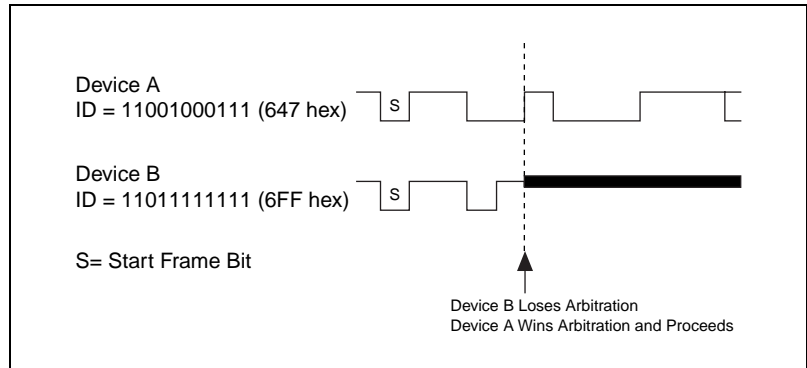 Device A
ID = 11001000111 (647 hex)
S
Device B
ID = 11011111111 (6FF hex)
S
S= Start Frame Bit
Device B Loses Arbitration
Device A Wins Arbitration and Proceeds